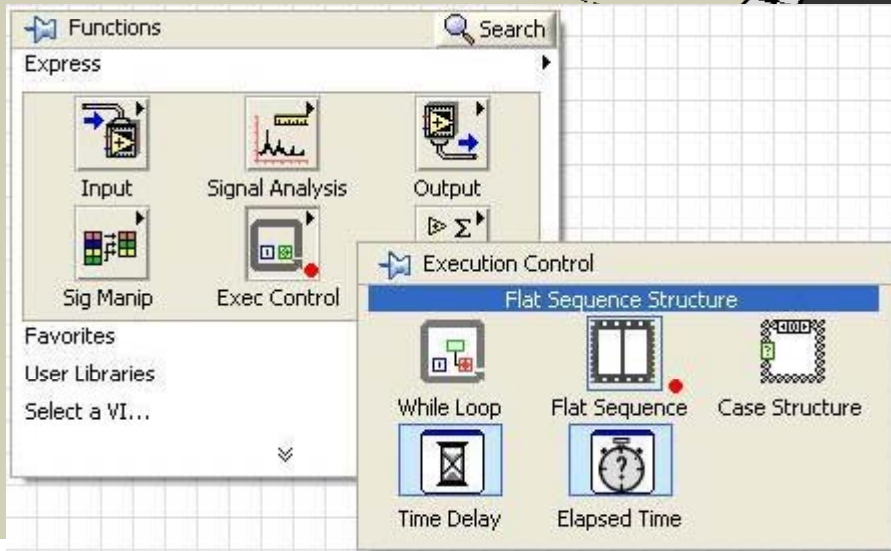 Functions Search
Express
Input Signal Analysis Output
Sig Manip Exec Control
Favorites
User Libraries
Select a VI...
Execution Control
Flat Sequence Structure
While Loop Flat Sequence Case Structure
Time Delay Elapsed Time